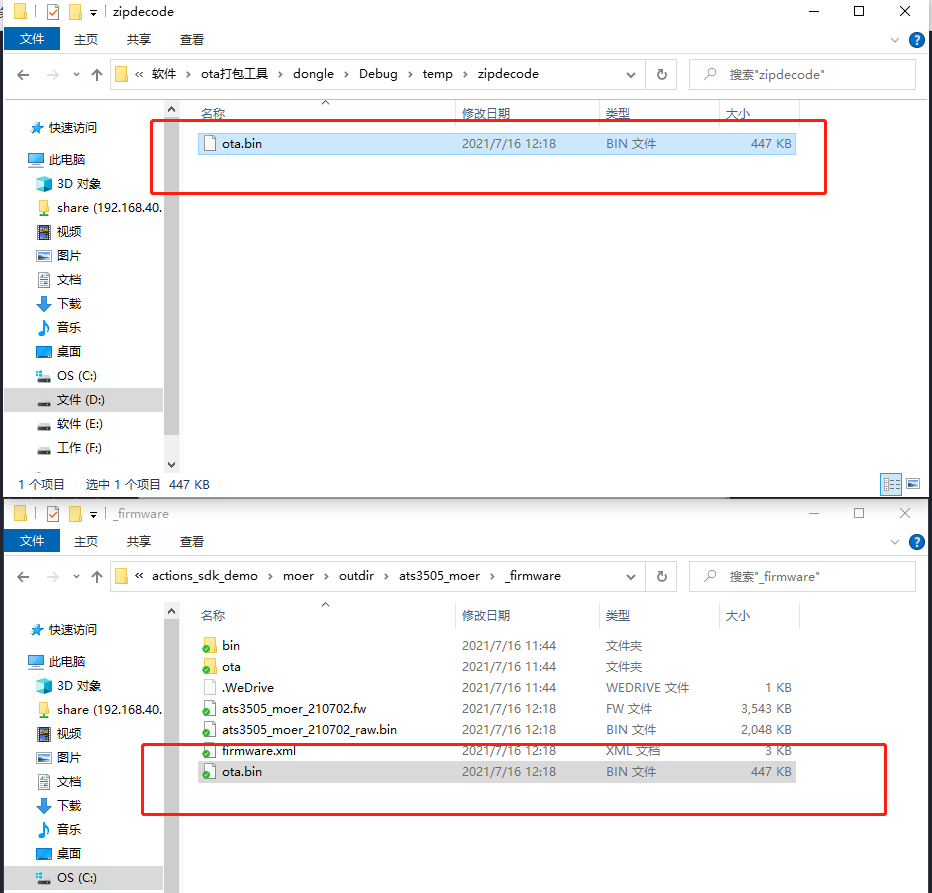 zipdecode
文件 主页 共享 查看
« 软件 › ota打包工具 › dongle › Debug › temp › zipdecode 搜索"zipdecode"
名称 修改日期 类型 大小
快速访问
ota.bin 2021/7/16 12:18 BIN 文件 447 KB
此电脑
3D 对象
share (192.168.40.
视频
图片
文档
下载
音乐
桌面
OS (C:)
文件 (D:)
软件 (E:)
工作 (F:)
1 个项目 选中 1 个项目 447 KB
_firmware
文件 主页 共享 查看
« actions_sdk_demo › moer › outdir › ats3505_moer › _firmware 搜索"_firmware"
名称 修改日期 类型 大小
快速访问
bin 2021/7/16 11:44 文件夹
此电脑
ota 2021/7/16 11:44 文件夹
3D 对象
.WeDrive 2021/7/16 11:44 WEDRIVE 文件 1 KB
share (192.168.40.
ats3505_moer_210702.fw 2021/7/16 12:18 FW 文件 3,543 KB
视频
ats3505_moer_210702_raw.bin 2021/7/16 12:18 BIN 文件 2,048 KB
图片
firmware.xml 2021/7/16 12:18 XML 文档 3 KB
文档
ota.bin 2021/7/16 12:18 BIN 文件 447 KB
下载
音乐
桌面
OS (C:)